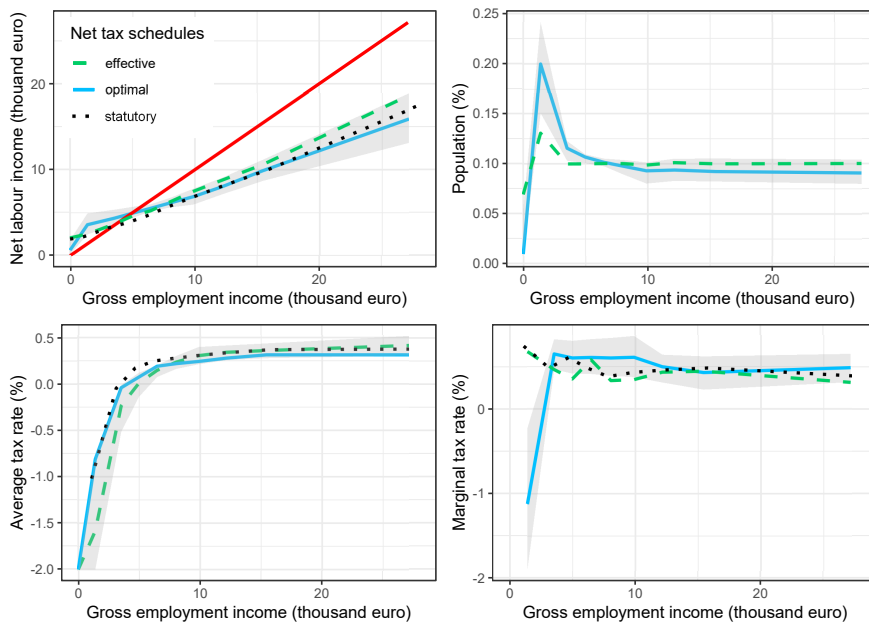 Net labour income (thouand euro)
20
10
0
Net tax schedules
effective
optimal
statutory
0
10
20
Gross employment income (thousand euro)
Population (%)
0.25
0.20
0.15
0.10
0.05
0.00
0
10
20
Gross employment income (thousand euro)
Average tax rate (%)
0.5
0.0
-0.5
-1.0
-1.5
-2.0
0
10
20
Gross employment income (thousand euro)
Marginal tax rate (%)
0
-1
-2
0
10
20
Gross employment income (thousand euro)